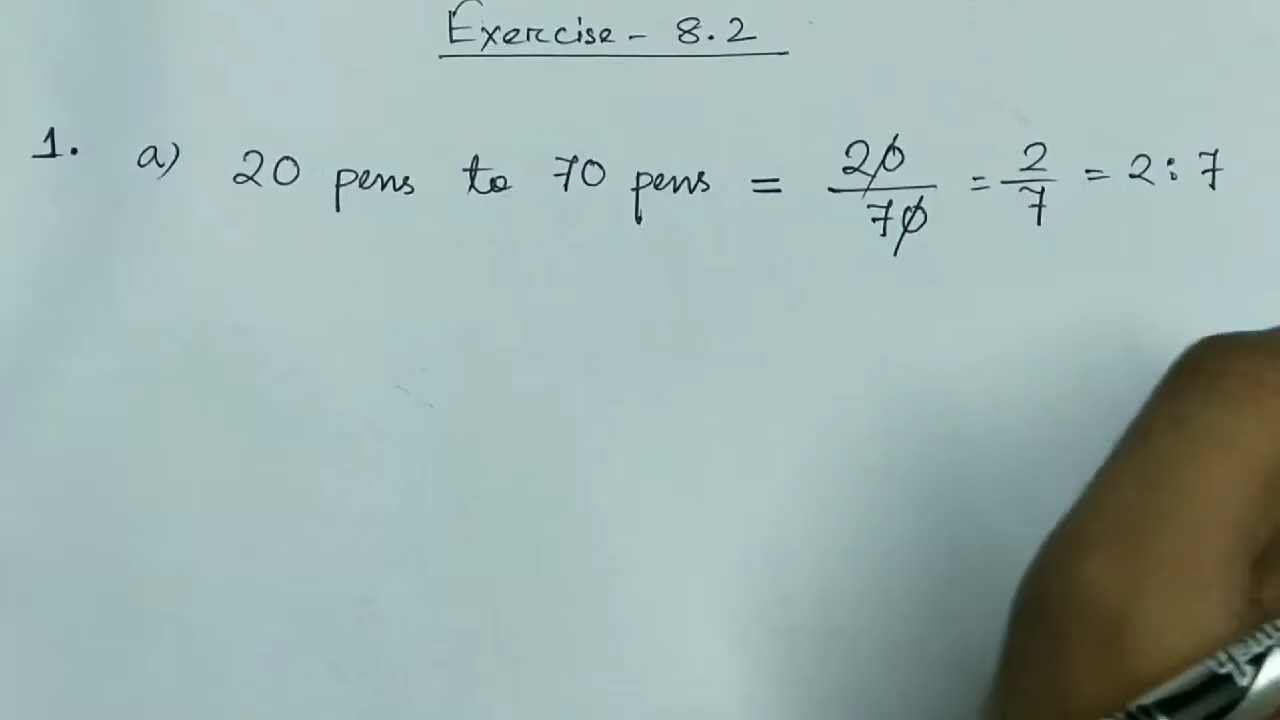 Exercise - 8.2
1. a) 20 pens to 70 pens = 20/70 = 2/7 = 2:7